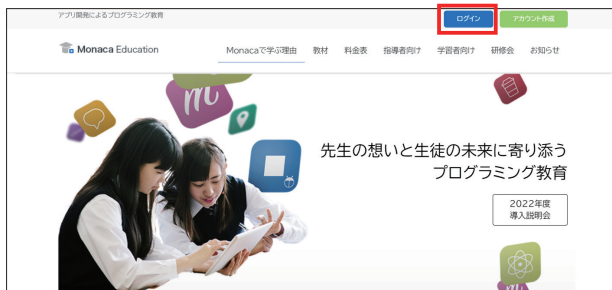 アプリ開発によるプログラミング教育
ログイン
アカウント作成
Monaca Education
Monacaで学ぶ理由 教材 料金表 指導者向け 学習者向け 研修会 お知らせ
先生の想いと生徒の未来に寄り添う
プログラミング教育
2022年度
導入説明会